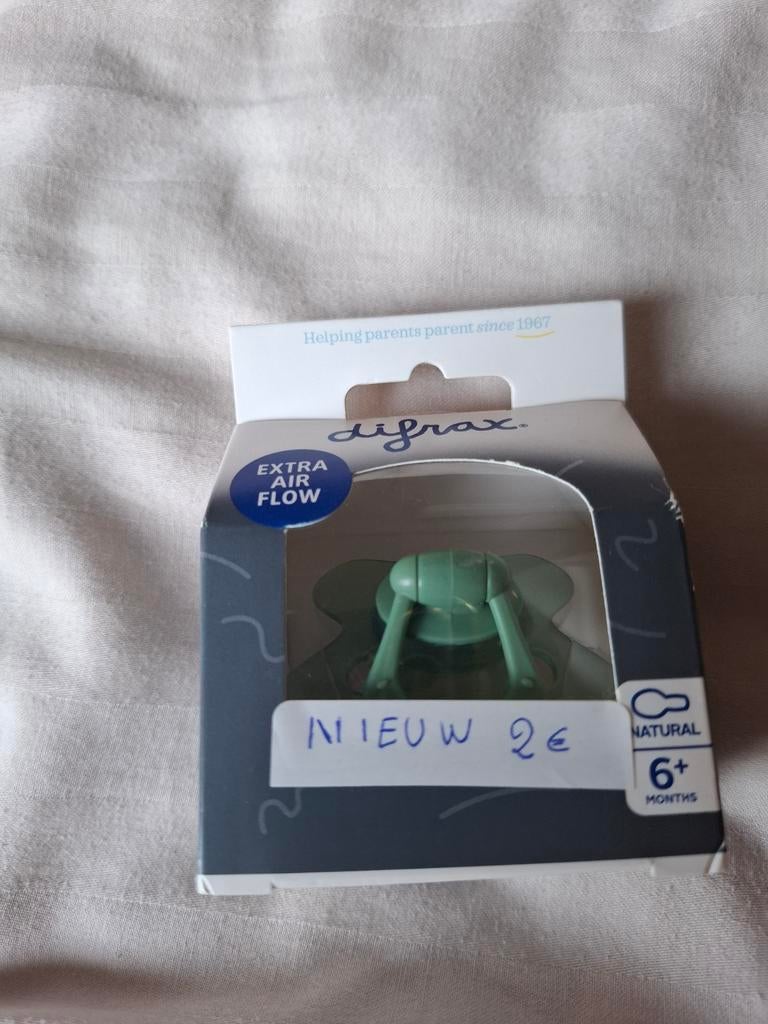 Helping parents parent since 1967
difrax®
EXTRA
AIR
FLOW
NIEUW 2€
NATURAL
6+
MONTHS